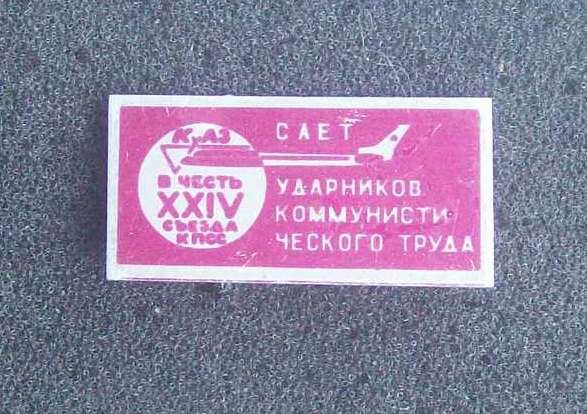 КуАЗ
В ЧЕСТЬ
XXIV
СЪЕЗДА
КПСС
СЛЕТ
УДАРНИКОВ
КОММУНИСТИ
ЧЕСКОГО ТРУДА